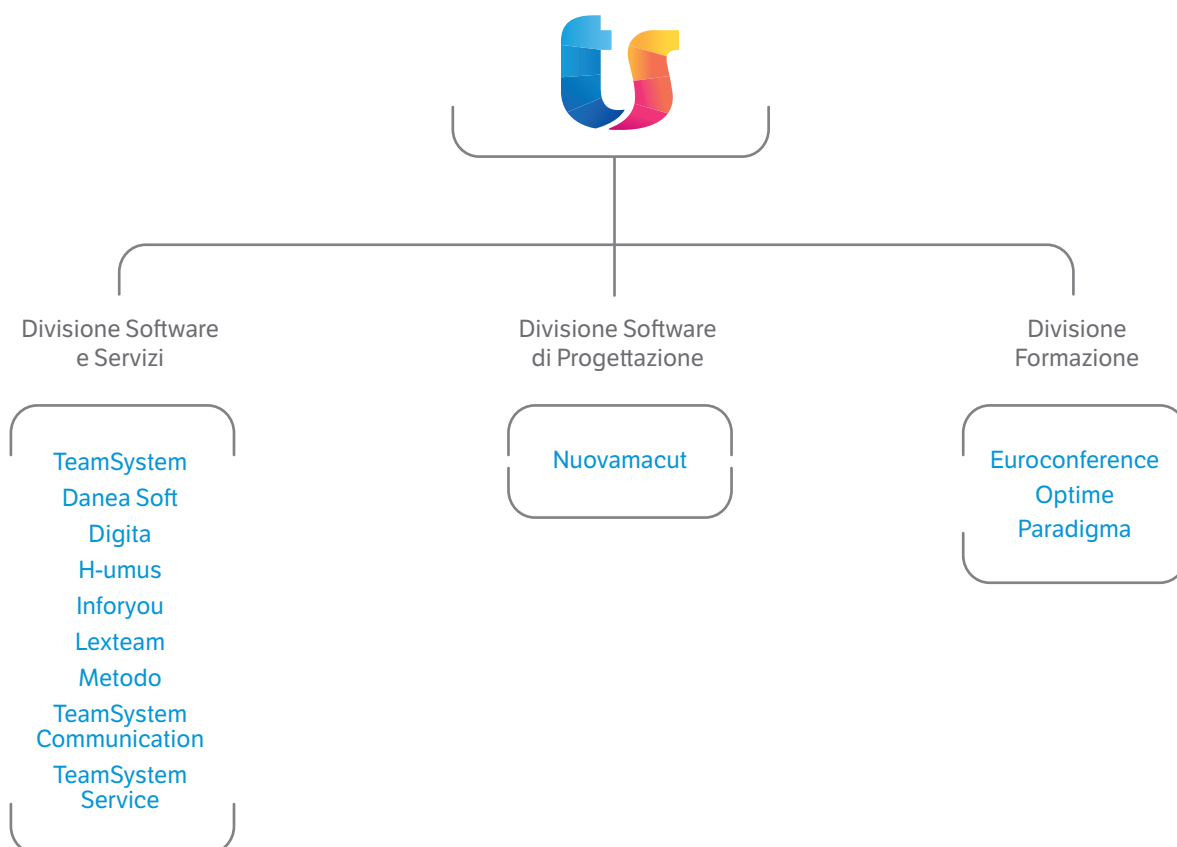 ts
Divisione Software
e Servizi
TeamSystem
Danea Soft
Digita
H-umus
Inforyou
Lexteam
Metodo
TeamSystem
Communication
TeamSystem
Service
Divisione Software
di Progettazione
Nuovamacut
Divisione
Formazione
Euroconference
Optime
Paradigma